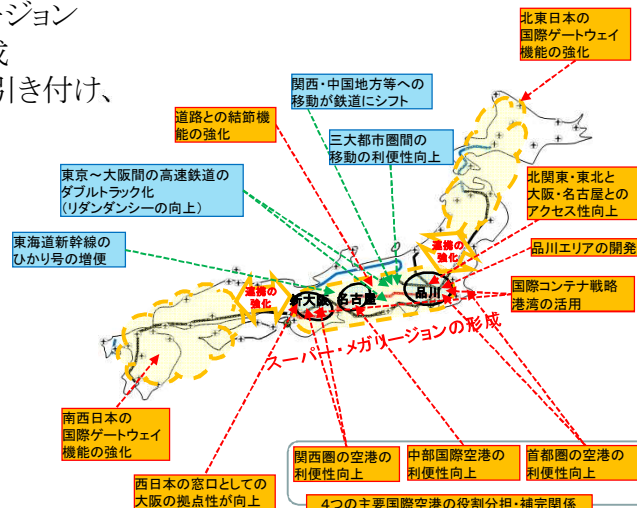 ージョン
成
引き付け、
北東日本の
国際ゲートウェイ
機能の強化
関西・中国地方等への
移動が鉄道にシフト
道路との結節機
能の強化
三大都市圏間の
移動の利便性向上
東京～大阪間の高速鉄道の
ダブルトラック化
(リダンダンシーの向上)
北関東・東北と
大阪・名古屋との
アクセス性向上
東海道新幹線の
ひかり号の増便
連携の
強化
品川エリアの開発
連携の
強化
新大阪
名古屋
品川
国際コンテナ戦略
港湾の活用
スーパー・メガリージョンの形成
南西日本の
国際ゲートウェイ
機能の強化
関西圏の空港の
利便性向上
中部国際空港の
利便性向上
首都圏の空港の
利便性向上
西日本の窓口としての
大阪の拠点性が向上
4つの主要国際空港の役割分担・補完関係